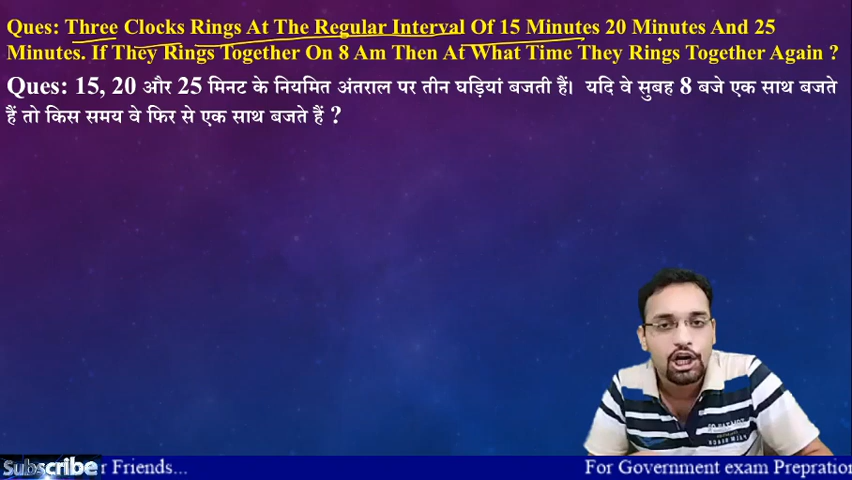 Ques: Three Clocks Rings At The Regular Interval Of 15 Minutes 20 Minutes And 25
Minutes. If They Rings Together On 8 Am Then At What Time They Rings Together Again ?
Ques: 15, 20 और 25 मिनट के नियमित अंतराल पर तीन घड़ियां बजती हैं। यदि वे सुबह 8 बजे एक साथ बजते
हैं तो किस समय वे फिर से एक साथ बजते हैं ?
Subscribe r Friends... For Government exam Prepration